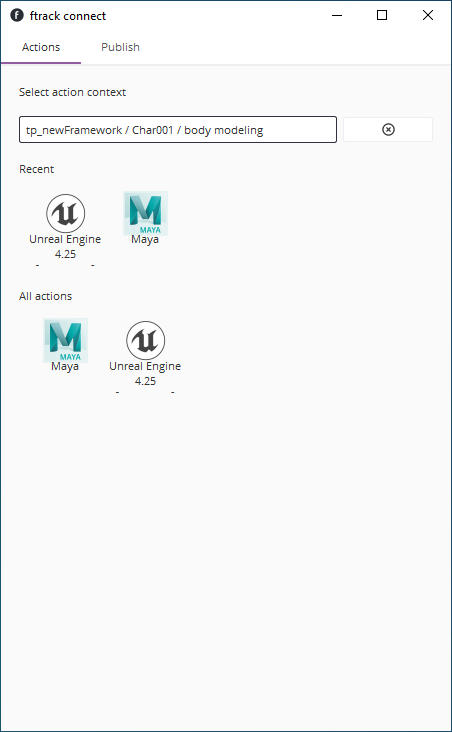 ftrack connect
Actions
Publish
Select action context
tp_newFramework / Char001 / body modeling
Recent
Unreal Engine
4.25
MAYA
Maya
All actions
MAYA
Maya
Unreal Engine
4.25